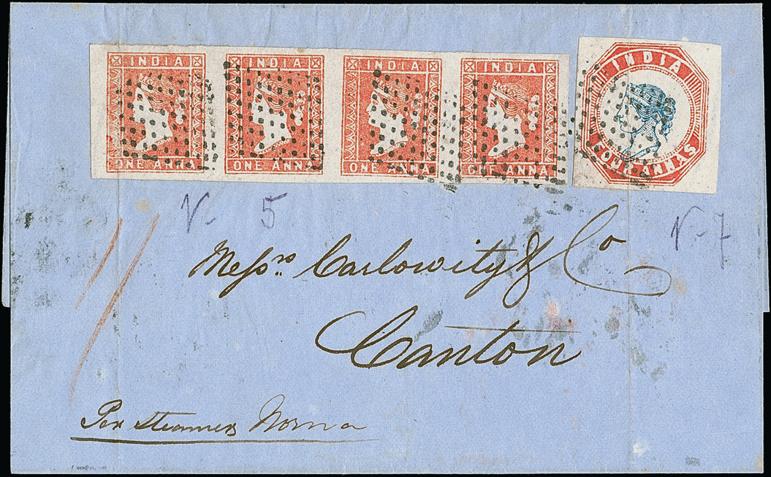 INDIA INDIA INDIA INDIA
ONE ANNA ONE ANNA ONE ANNA ONE ANNA
INDIA
FOUR ANNAS
V- 5
V-7
Messrs. Carlowitz & Co
Canton
Per steamer Norna